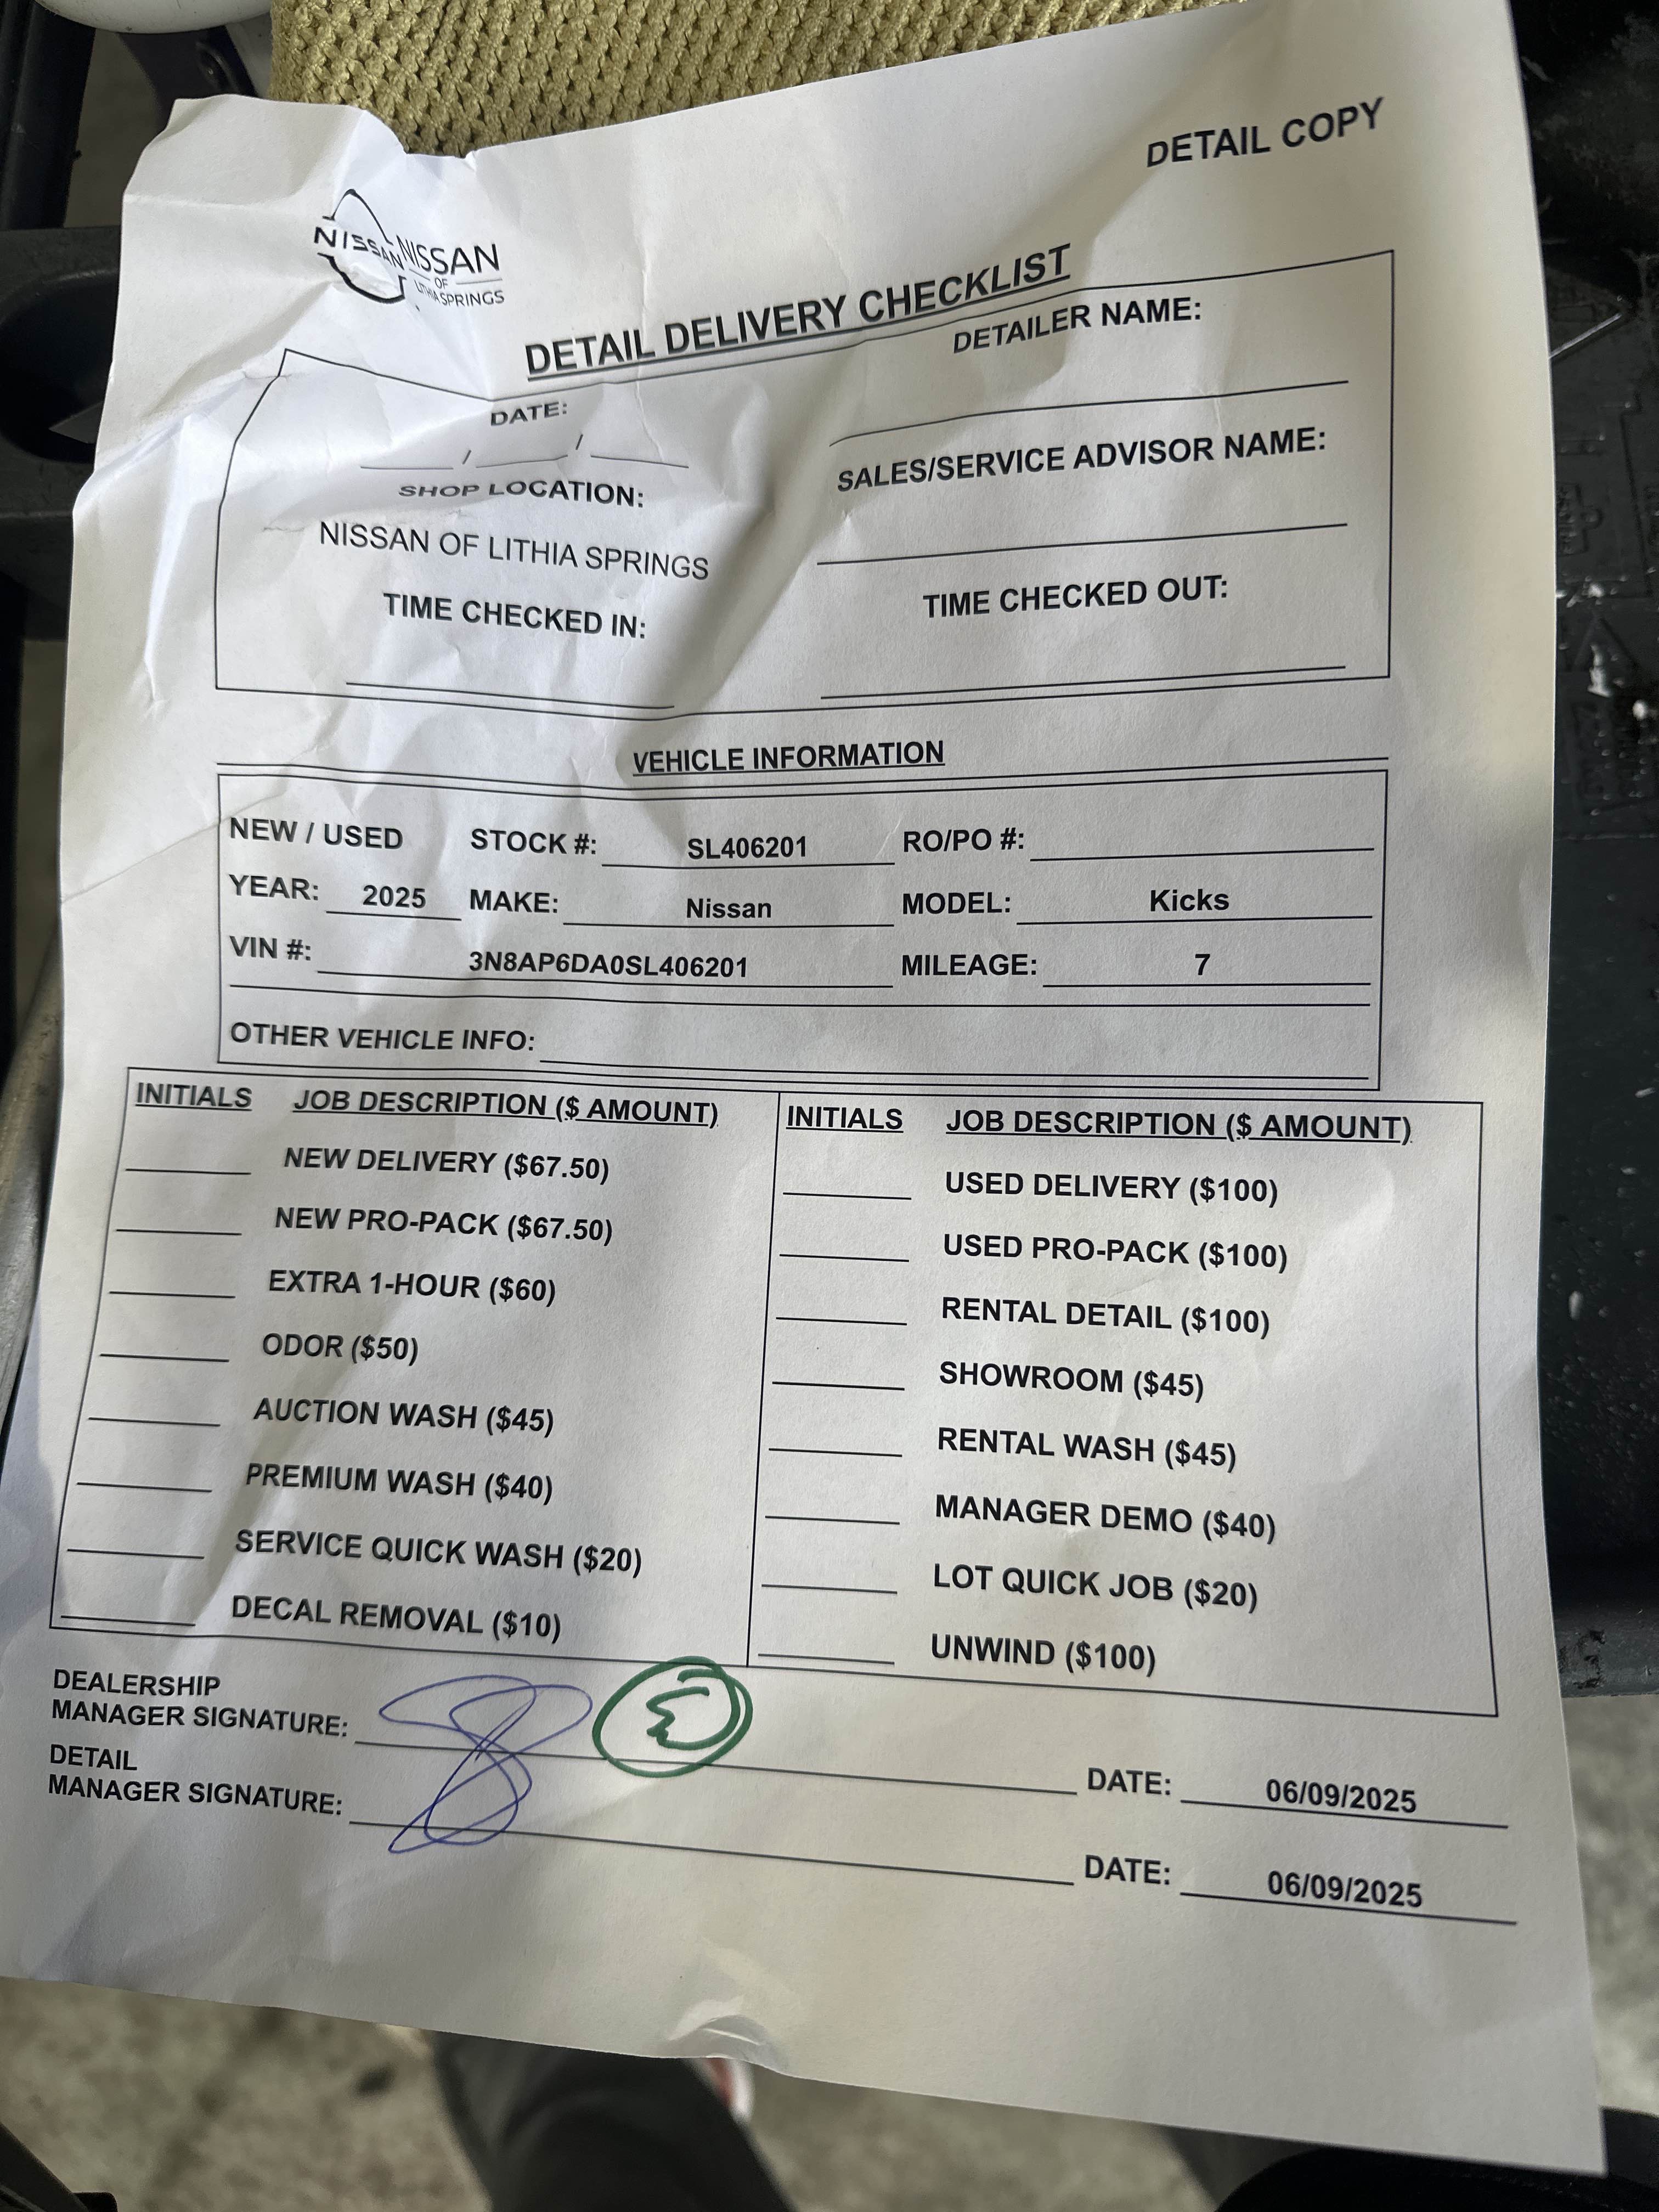 DETAIL COPY
NISSAN NISSAN
OF
LITHIA SPRINGS
DETAIL DELIVERY CHECKLIST
DATE:
/ /
DETAILER NAME:
SHOP LOCATION:
NISSAN OF LITHIA SPRINGS
SALES/SERVICE ADVISOR NAME:
TIME CHECKED IN:
TIME CHECKED OUT:
VEHICLE INFORMATION
NEW / USED STOCK #: SL406201 RO/PO #:
YEAR: 2025 MAKE: Nissan MODEL: Kicks
VIN #: 3N8AP6DA0SL406201 MILEAGE: 7
OTHER VEHICLE INFO:
INITIALS JOB DESCRIPTION ($ AMOUNT)
NEW DELIVERY ($67.50)
NEW PRO-PACK ($67.50)
EXTRA 1-HOUR ($60)
ODOR ($50)
AUCTION WASH ($45)
PREMIUM WASH ($40)
SERVICE QUICK WASH ($20)
DECAL REMOVAL ($10)
INITIALS JOB DESCRIPTION ($ AMOUNT)
USED DELIVERY ($100)
USED PRO-PACK ($100)
RENTAL DETAIL ($100)
SHOWROOM ($45)
RENTAL WASH ($45)
MANAGER DEMO ($40)
LOT QUICK JOB ($20)
UNWIND ($100)
DEALERSHIP
MANAGER SIGNATURE: DATE: 06/09/2025
DETAIL
MANAGER SIGNATURE: DATE: 06/09/2025